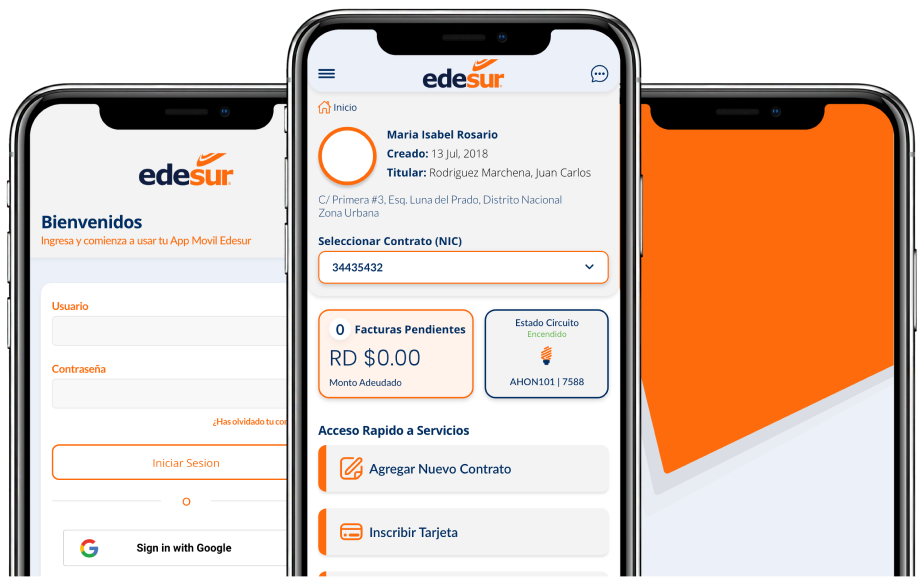 edesur
Bienvenidos
Ingresa y comienza a usar tu App Movil Edesur
Usuario
Contraseña
¿Has olvidado tu con
Iniciar Sesion
O
Sign in with Google
edesur
Inicio
Maria Isabel Rosario
Creado: 13 Jul, 2018
Titular: Rodriguez Marchena, Juan Carlos
C/ Primera #3, Esq. Luna del Prado, Distrito Nacional
Zona Urbana
Seleccionar Contrato (NIC)
34435432
0 Facturas Pendientes
RD $0.00
Monto Adeudado
Estado Circuito
Encendido
AHON101 | 7588
Acceso Rapido a Servicios
Agregar Nuevo Contrato
Inscribir Tarjeta